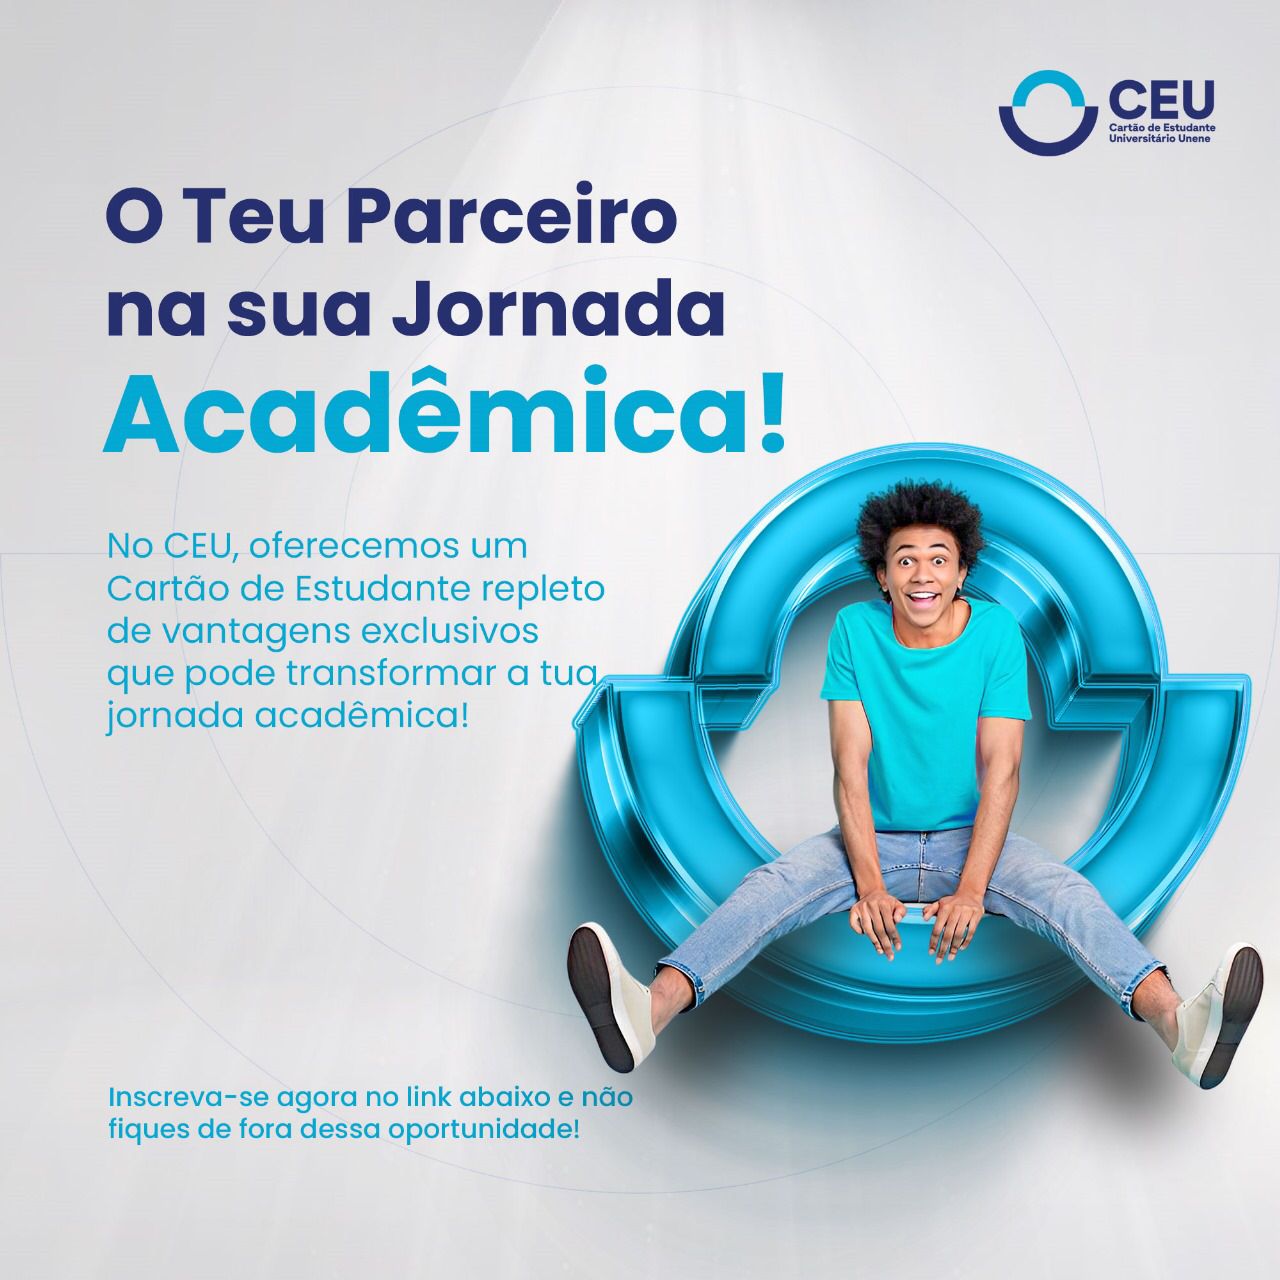 CEU
Cartão de Estudante
Universitário Unene
O Teu Parceiro
na sua Jornada
Acadêmica!
No CEU, oferecemos um
Cartão de Estudante repleto
de vantagens exclusivos
que pode transformar a tua
jornada acadêmica!
Inscreva-se agora no link abaixo e não
fiques de fora dessa oportunidade!